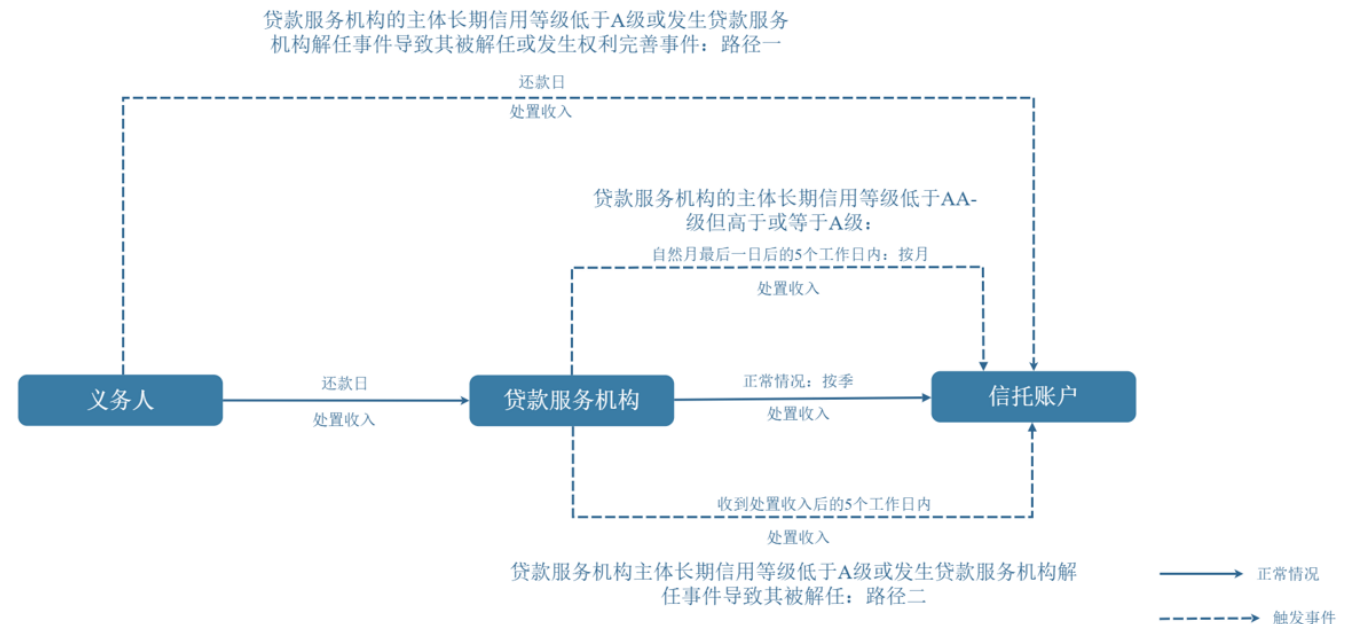 贷款服务机构的主体长期信用等级低于A级或发生贷款服务
机构解任事件导致其被解任或发生权利完善事件：路径一
还款日
处置收入
贷款服务机构的主体长期信用等级低于AA-
级但高于或等于A级：
自然月最后一日后的5个工作日内：按月
处置收入
义务人
还款日
处置收入
贷款服务机构
正常情况：按季
处置收入
信托账户
收到处置收入后的5个工作日内
处置收入
贷款服务机构主体长期信用等级低于A级或发生贷款服务机构解
任事件导致其被解任：路径二
正常情况
触发事件